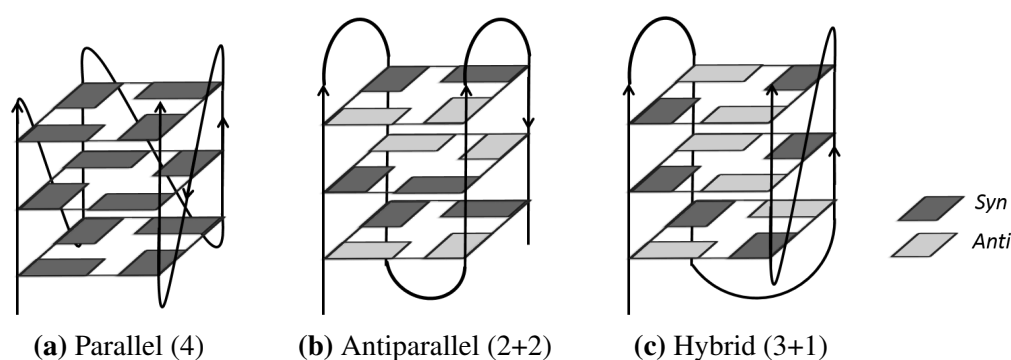 Syn
Anti
(a) Parallel (4)
(b) Antiparallel (2+2)
(c) Hybrid (3+1)